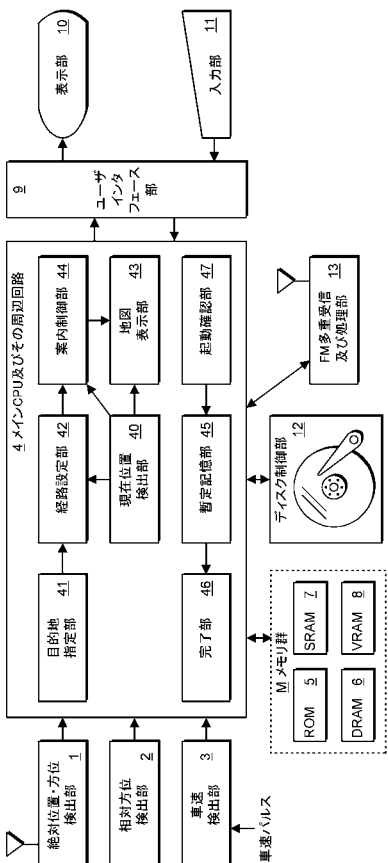 絶対位置・方位
検出部
1
相対方位
検出部
2
車速
検出部
3
車速パルス
4 メインCPU及びその周辺回路
目的地
指定部
41
経路設定部
42
案内制御部
44
現在位置
検出部
40
地図
表示部
43
完了部
46
暫定記憶部
45
起動確認部
47
9
ユーザ
インタ
フェース
部
表示部
10
入力部
11
M メモリ群
ROM
5
SRAM
7
DRAM
6
VRAM
8
ディスク制御部
12
FM多重受信
及び処理部
13